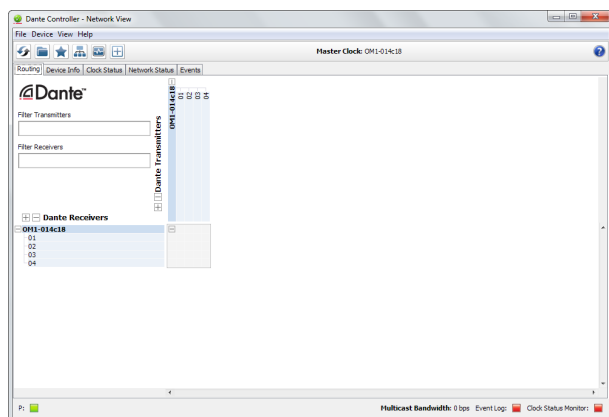 Dante Controller - Network View
File Device View Help
Master Clock: OM1-014c18
Routing Device Info Clock Status Network Status Events
Dante™
Filter Transmitters
Filter Receivers
Dante Transmitters
OM1-014c18
01
02
03
04
Dante Receivers
OM1-014c18
01
02
03
04
P:
Multicast Bandwidth: 0 bps Event Log: Clock Status Monitor: